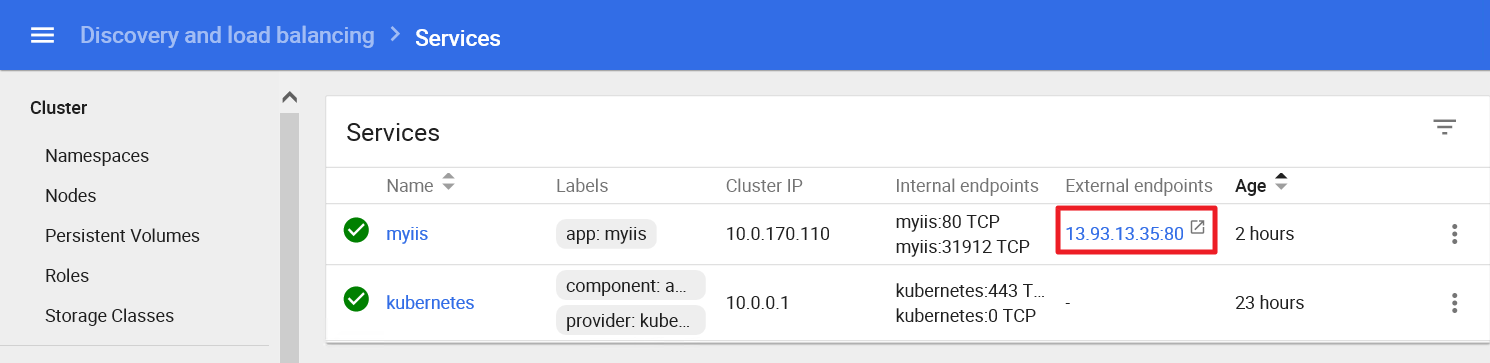 Discovery and load balancing > Services
Cluster
Namespaces
Nodes
Persistent Volumes
Roles
Storage Classes
Services
Name Labels Cluster IP Internal endpoints External endpoints Age
myiis app: myiis 10.0.170.110 myiis:80 TCP 13.93.13.35:80 2 hours
myiis:31912 TCP
kubernetes component: a... 10.0.0.1 kubernetes:443 T... - 23 hours
provider: kube... kubernetes:0 TCP